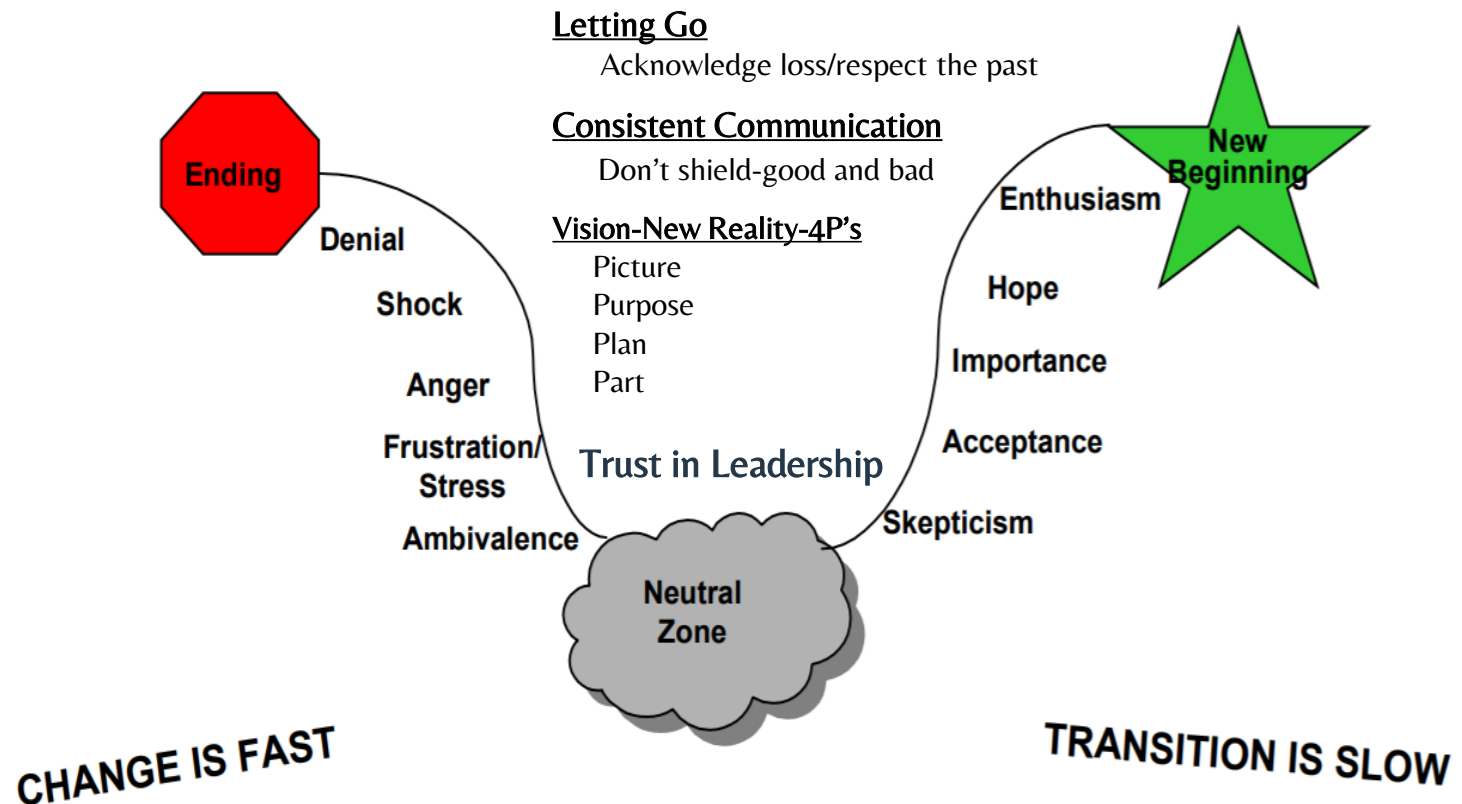 Letting Go
Acknowledge loss/respect the past
Consistent Communication
Don't shield-good and bad
Vision-New Reality-4P's
Picture
Purpose
Plan
Part
Trust in Leadership
Ending
Denial
Shock
Anger
Frustration/
Stress
Ambivalence
Neutral
Zone
New
Beginning
Enthusiasm
Hope
Importance
Acceptance
Skepticism
CHANGE IS FAST
TRANSITION IS SLOW